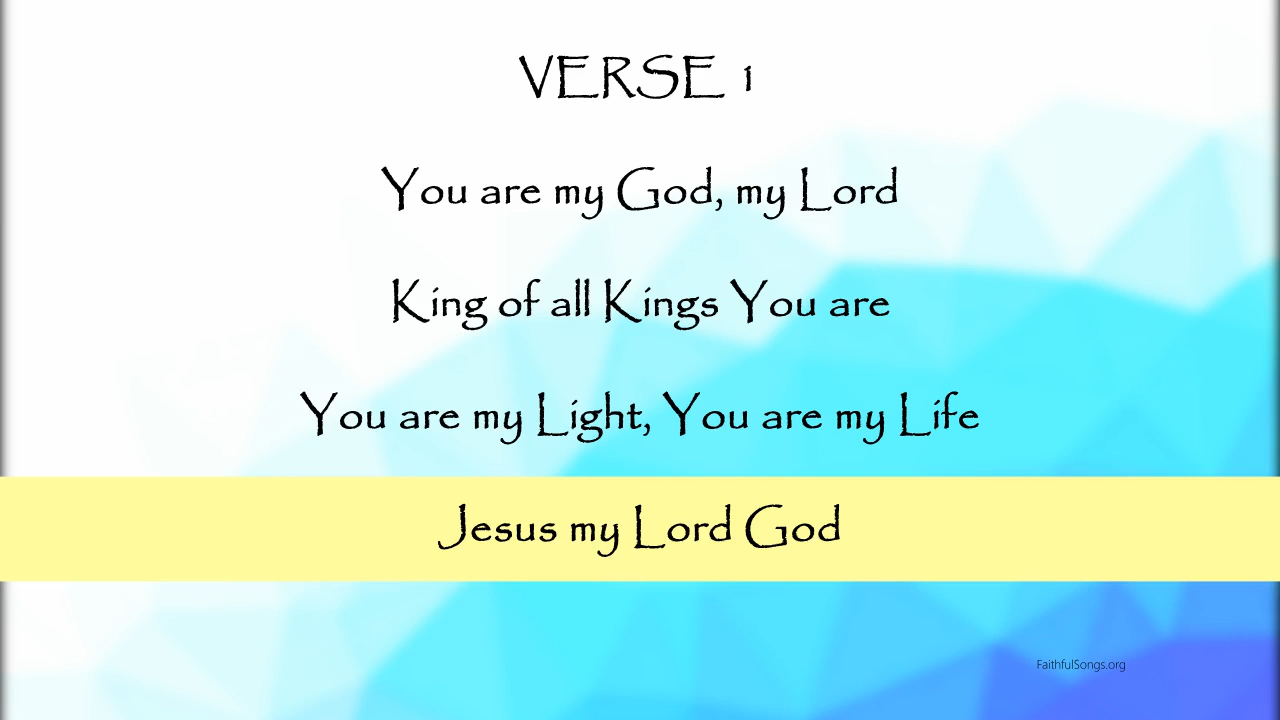 VERSE 1
You are my God, my Lord
King of all Kings You are
You are my Light, You are my Life
Jesus my Lord God
FaithfulSongs.org